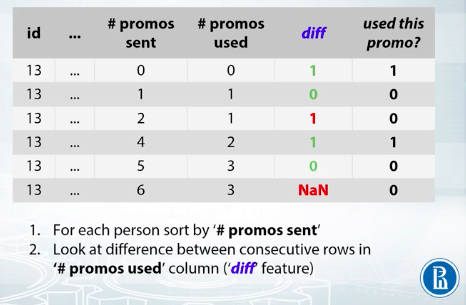 id ... # promos sent # promos used diff used this promo?
13 ... 0 0 1 1
13 ... 1 1 0 0
13 ... 2 1 1 0
13 ... 4 2 1 1
13 ... 5 3 0 0
13 ... 6 3 NaN 0
1. For each person sort by '# promos sent'
2. Look at difference between consecutive rows in
'# promos used' column ('diff' feature)